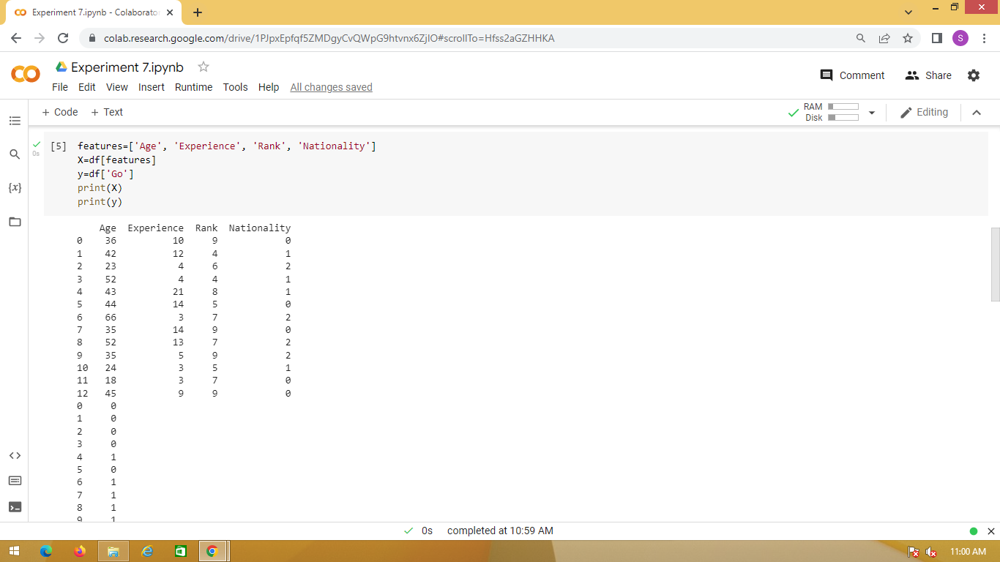 Experiment 7.ipynb - Colaborato
colab.research.google.com/drive/1PJpxEpfqf5ZMDgyCvQWpG9htvnx6ZjIO#scrollTo=Hfss2aGZHHKA
S
Experiment 7.ipynb
Comment Share
File Edit View Insert Runtime Tools Help All changes saved
+ Code + Text
RAM
Disk
Editing
[5] features=['Age', 'Experience', 'Rank', 'Nationality']
0s
X=df[features]
y=df['Go']
{x}
print(X)
print(y)
Age Experience Rank Nationality
0 36 10 9 0
1 42 12 4 1
2 23 4 6 2
3 52 4 4 1
4 43 21 8 1
5 44 14 5 0
6 66 3 7 2
7 35 14 9 0
8 52 13 7 2
9 35 5 9 2
10 24 3 5 1
11 18 3 7 0
12 45 9 9 0
0 0
1 0
2 0
3 0
4 1
5 0
6 1
7 1
8 1
9 1
0s completed at 10:59 AM
11:00 AM